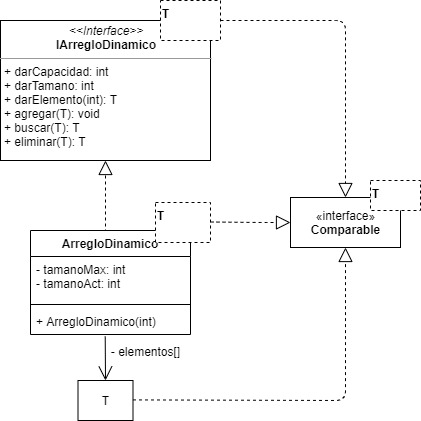 T
<<Interface>>
IArregloDinamico
+ darCapacidad: int
+ darTamano: int
+ darElemento(int): T
+ agregar(T): void
+ buscar(T): T
+ eliminar(T): T
T
T
«interface»
Comparable
ArregloDinamico
- tamanoMax: int
- tamanoAct: int
+ ArregloDinamico(int)
- elementos[]
T